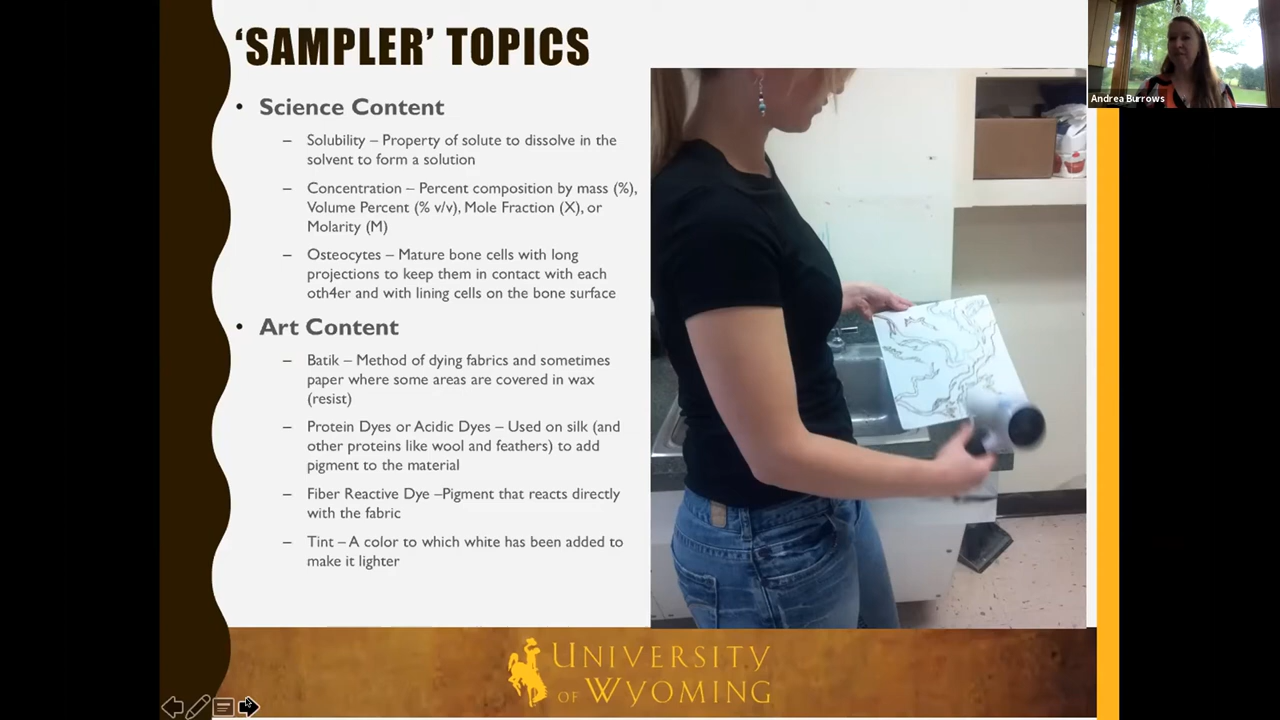 ‘SAMPLER’ TOPICS
Andrea Burrows
• Science Content
– Solubility – Property of solute to dissolve in the
solvent to form a solution
– Concentration – Percent composition by mass (%),
Volume Percent (% v/v), Mole Fraction (X), or
Molarity (M)
– Osteocytes – Mature bone cells with long
projections to keep them in contact with each
oth4er and with lining cells on the bone surface
• Art Content
– Batik – Method of dying fabrics and sometimes
paper where some areas are covered in wax
(resist)
– Protein Dyes or Acidic Dyes – Used on silk (and
other proteins like wool and feathers) to add
pigment to the material
– Fiber Reactive Dye –Pigment that reacts directly
with the fabric
– Tint – A color to which white has been added to
make it lighter
UNIVERSITY
OF WYOMING